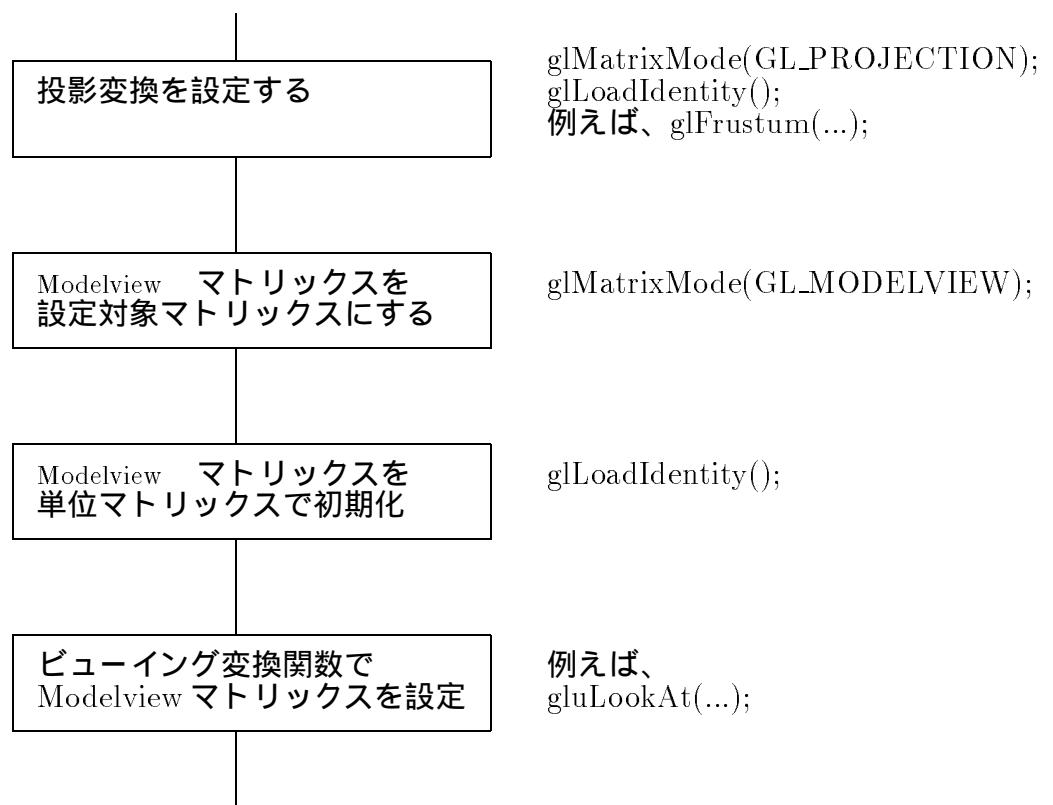 投影変換を設定する
glMatrixMode(GL_PROJECTION);
glLoadIdentity();
例えば、glFrustum(...);
Modelview マトリックスを
設定対象マトリックスにする
glMatrixMode(GL_MODELVIEW);
Modelview マトリックスを
単位マトリックスで初期化
glLoadIdentity();
ビューイング変換関数で
Modelview マトリックスを設定
例えば、
gluLookAt(...);